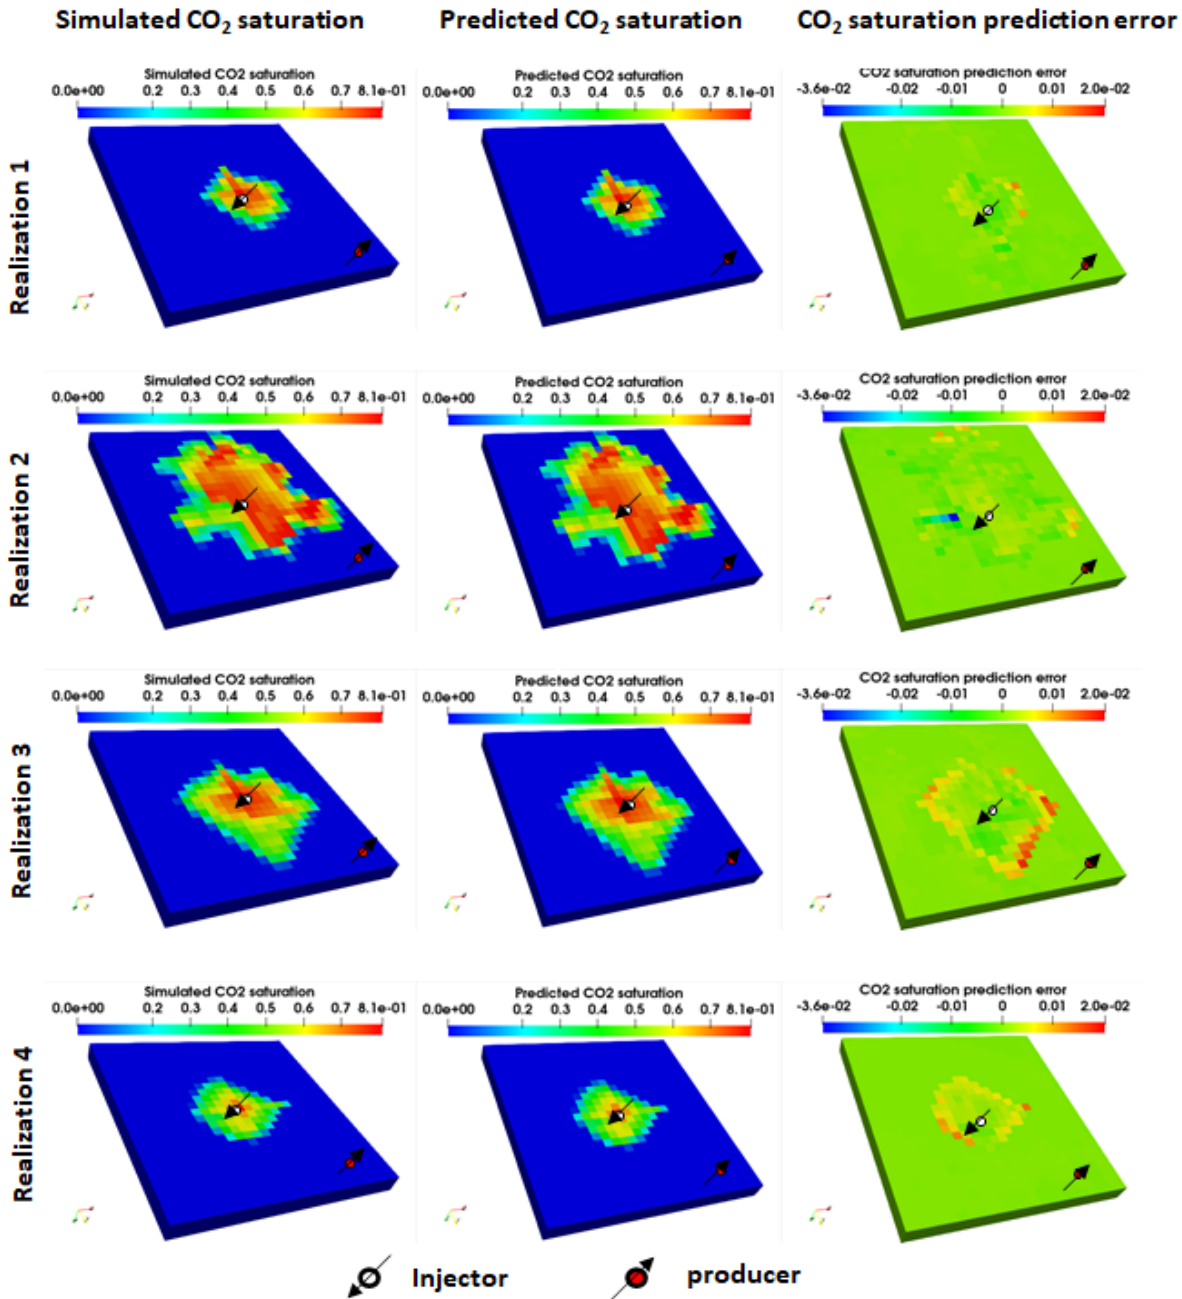 Simulated CO2 saturation Predicted CO2 saturation CO2 saturation prediction error
Realization 1
Simulated CO2 saturation
0.0e+00 0.2 0.3 0.4 0.5 0.6 0.7 8.1e-01
Predicted CO2 saturation
0.0e+00 0.2 0.3 0.4 0.5 0.6 0.7 8.1e-01
CO2 saturation prediction error
-3.6e-02 -0.02 -0.01 0 0.01 2.0e-02
Realization 2
Simulated CO2 saturation
0.0e+00 0.2 0.3 0.4 0.5 0.6 0.7 8.1e-01
Predicted CO2 saturation
0.0e+00 0.2 0.3 0.4 0.5 0.6 0.7 8.1e-01
CO2 saturation prediction error
-3.6e-02 -0.02 -0.01 0 0.01 2.0e-02
Realization 3
Simulated CO2 saturation
0.0e+00 0.2 0.3 0.4 0.5 0.6 0.7 8.1e-01
Predicted CO2 saturation
0.0e+00 0.2 0.3 0.4 0.5 0.6 0.7 8.1e-01
CO2 saturation prediction error
-3.6e-02 -0.02 -0.01 0 0.01 2.0e-02
Realization 4
Simulated CO2 saturation
0.0e+00 0.2 0.3 0.4 0.5 0.6 0.7 8.1e-01
Predicted CO2 saturation
0.0e+00 0.2 0.3 0.4 0.5 0.6 0.7 8.1e-01
CO2 saturation prediction error
-3.6e-02 -0.02 -0.01 0 0.01 2.0e-02
Injector producer